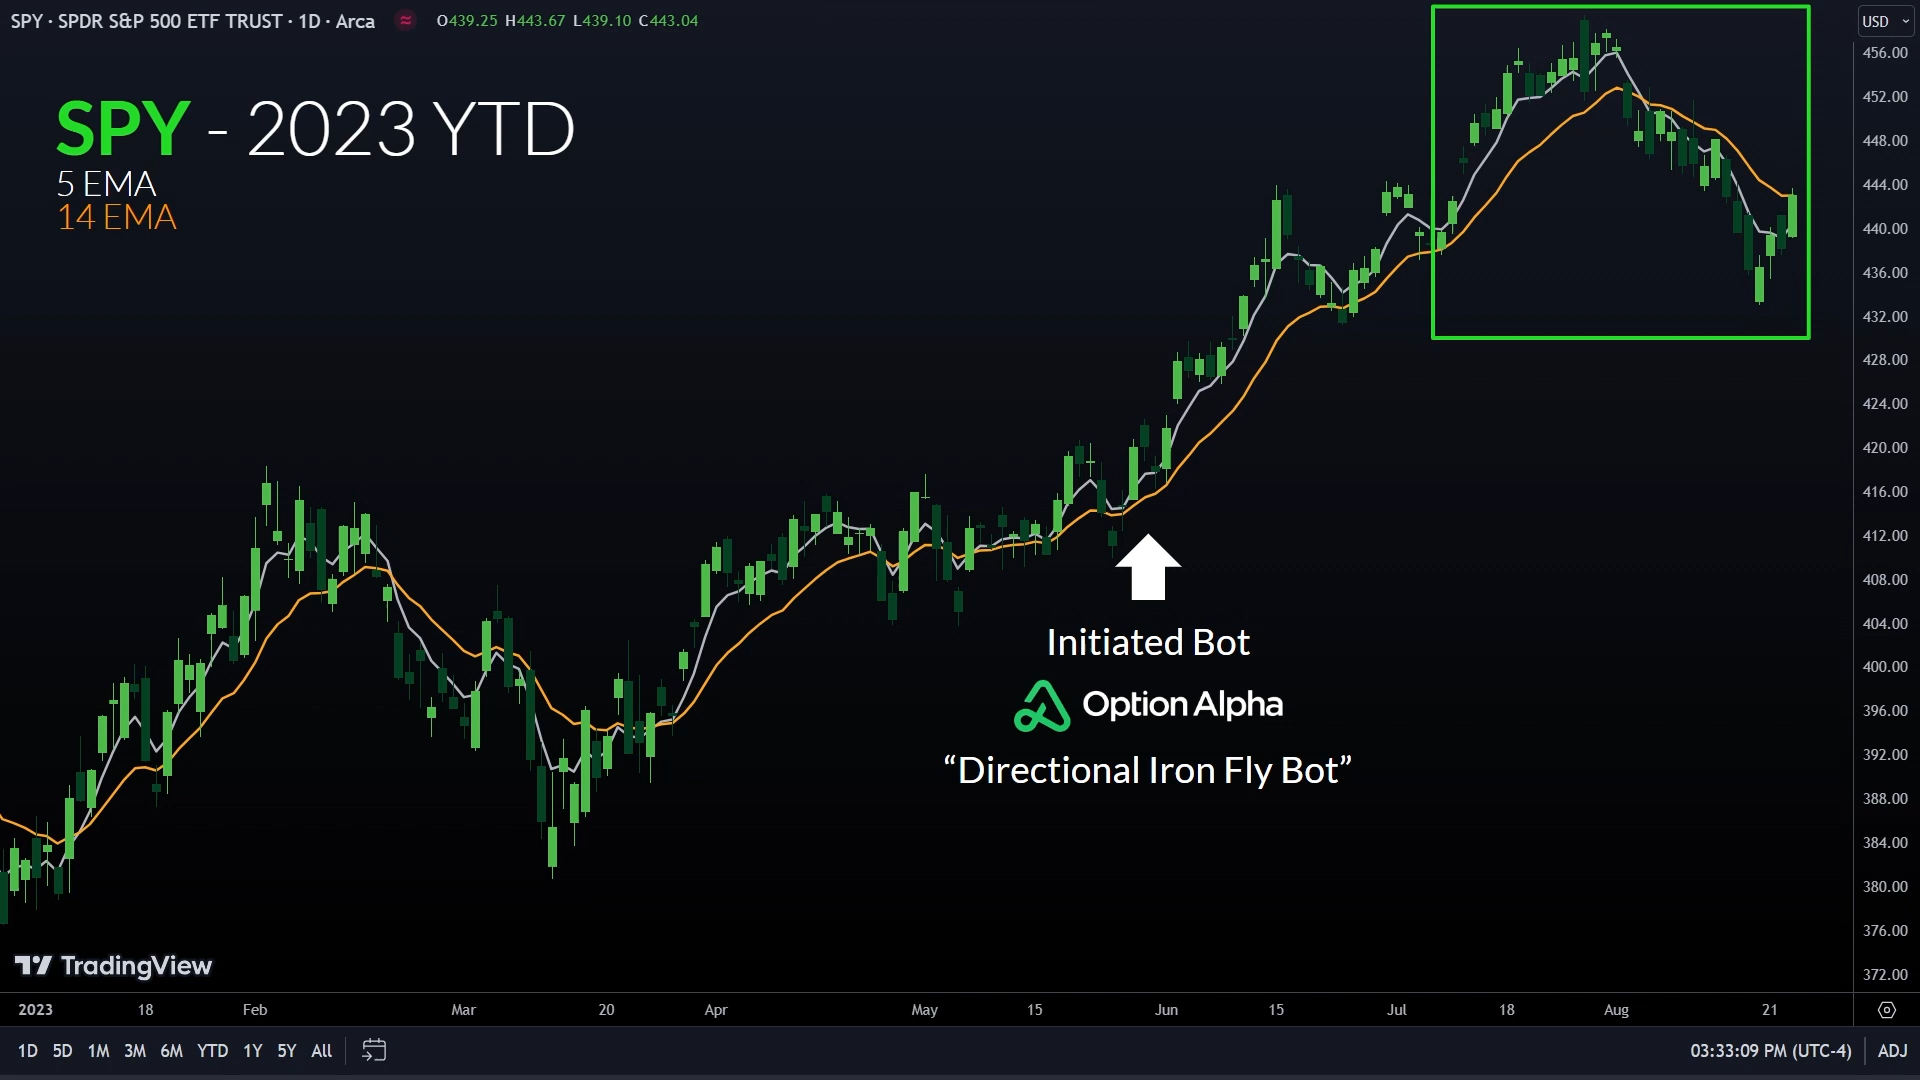 SPY · SPDR S&P 500 ETF TRUST · 1D · Arca ≈ O439.25 H443.67 L439.10 C443.04
USD
SPY - 2023 YTD
5 EMA
14 EMA
456.00
452.00
448.00
444.00
440.00
436.00
432.00
428.00
424.00
420.00
416.00
412.00
408.00
404.00
400.00
396.00
392.00
388.00
384.00
380.00
376.00
372.00
Initiated Bot
Option Alpha
“Directional Iron Fly Bot”
TradingView
2023 18 Feb Mar 20 Apr May 15 Jun 15 Jul 18 Aug 21
1D 5D 1M 3M 6M YTD 1Y 5Y All
03:33:09 PM (UTC-4) ADJ